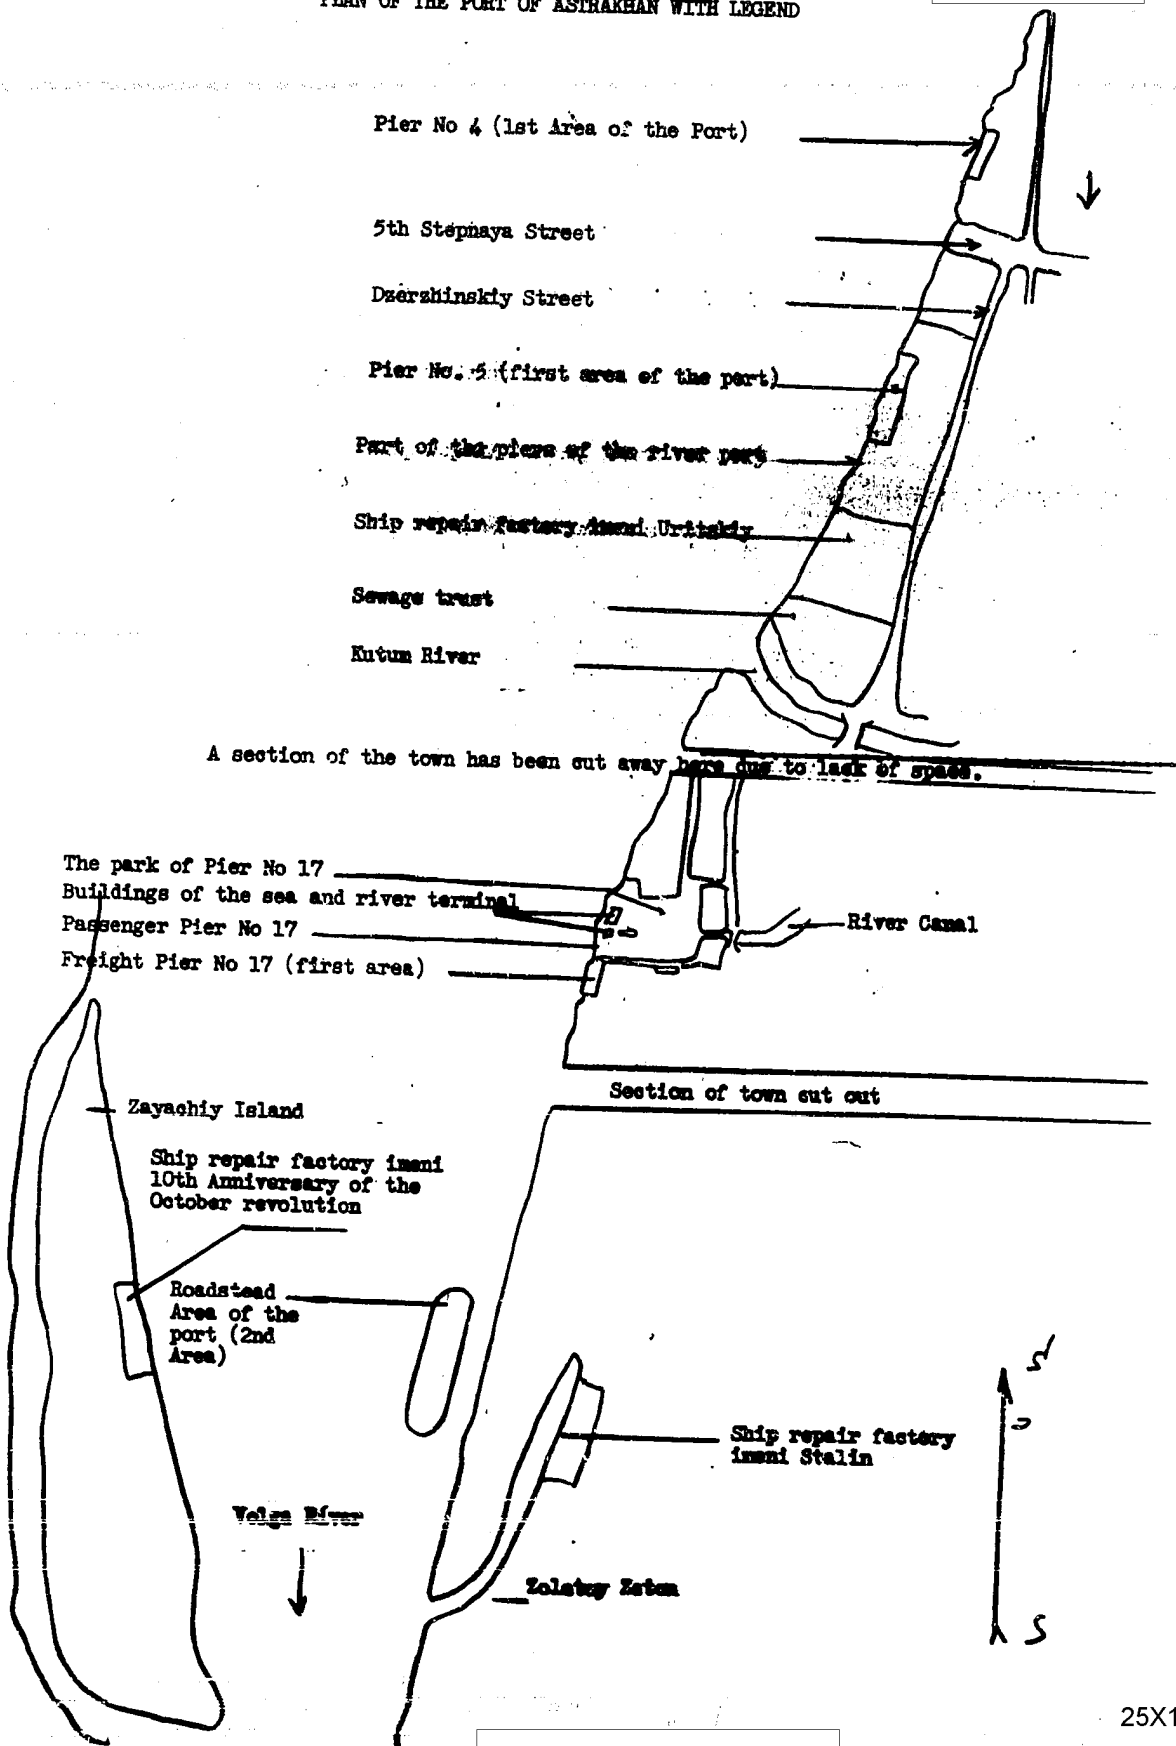 PLAN OF THE PORT OF ASTRAKHAN WITH LEGEND
Pier No 4 (1st Area of the Port)
5th Stepnaya Street
Dzerzhinskiy Street
Pier No. 5 (first area of the port)
Part of the piers of the river port
Ship repair factory imeni Uritskiy
Sewage trust
Kutum River
A section of the town has been cut away here due to lack of space.
The park of Pier No 17
Buildings of the sea and river terminal
Passenger Pier No 17
River Canal
Freight Pier No 17 (first area)
Section of town cut out
Zayachiy Island
Ship repair factory imeni
10th Anniversary of the
October revolution
Roadstead
Area of the
port (2nd
Area)
Ship repair factory
imeni Stalin
Volga River
Zolotoy Zaton
S
25X1